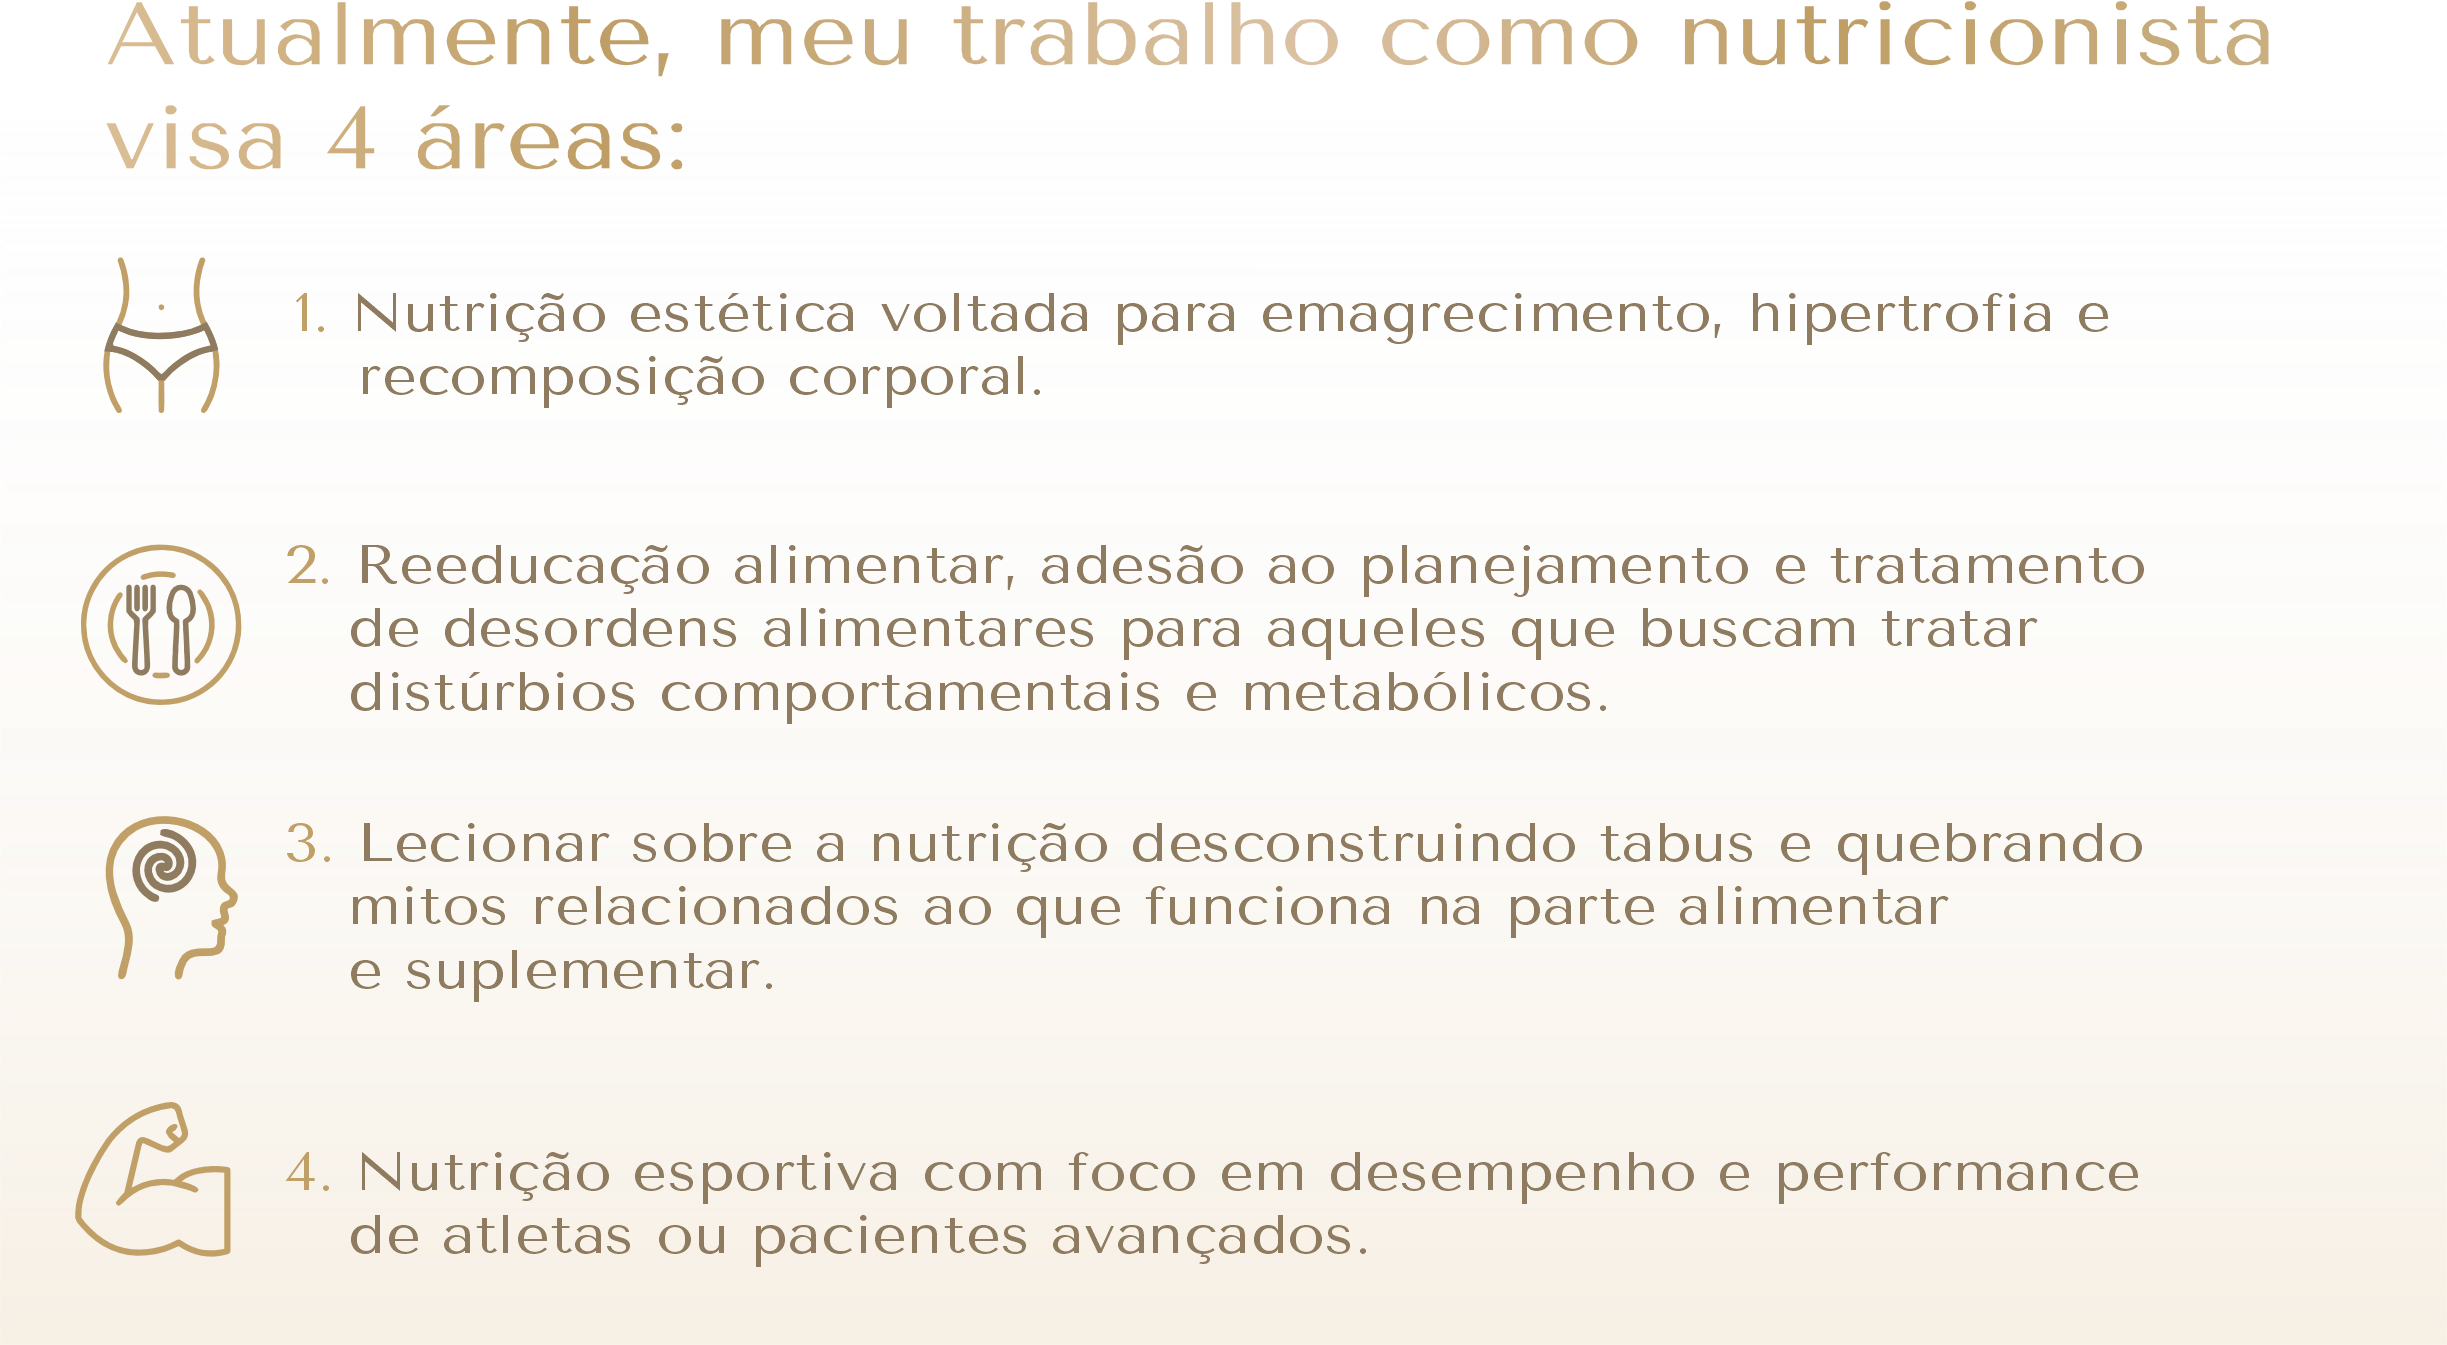 Atualmente, meu trabalho como nutricionista
visa 4 áreas:
1. Nutrição estética voltada para emagrecimento, hipertrofia e
recomposição corporal.
2. Reeducação alimentar, adesão ao planejamento e tratamento
de desordens alimentares para aqueles que buscam tratar
distúrbios comportamentais e metabólicos.
3. Lecionar sobre a nutrição desconstruindo tabus e quebrando
mitos relacionados ao que funciona na parte alimentar
e suplementar.
4. Nutrição esportiva com foco em desempenho e performance
de atletas ou pacientes avançados.